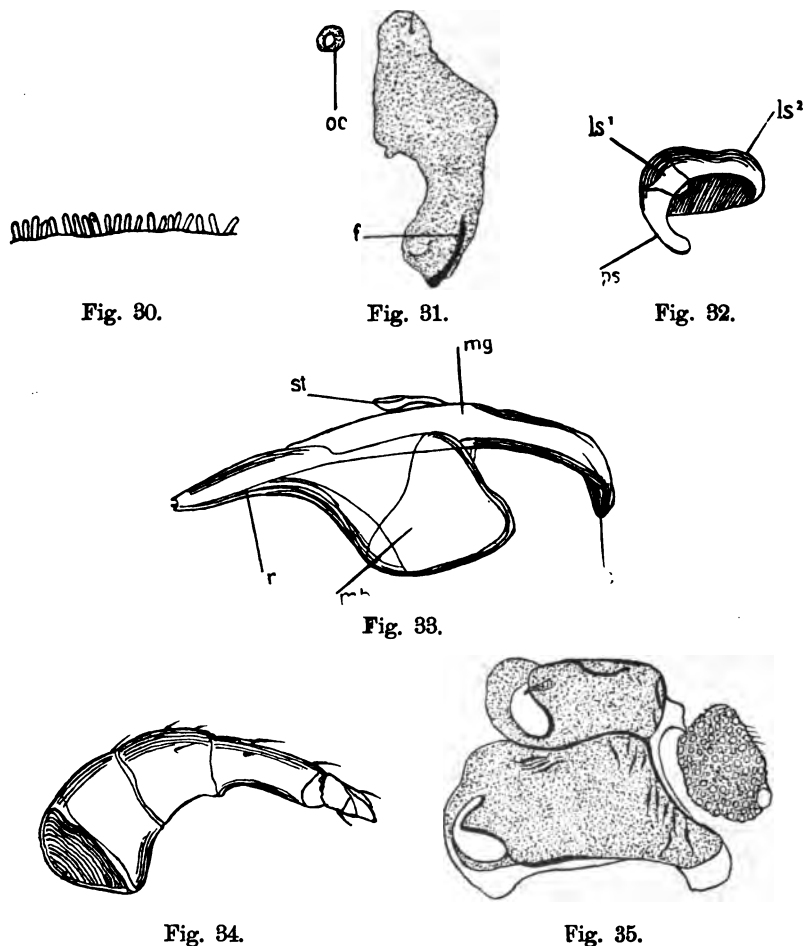 oc
f
ls¹
ls²
ps
Fig. 30.
Fig. 31.
Fig. 32.
mg
st
r
Fig. 33.
Fig. 34.
Fig. 35.